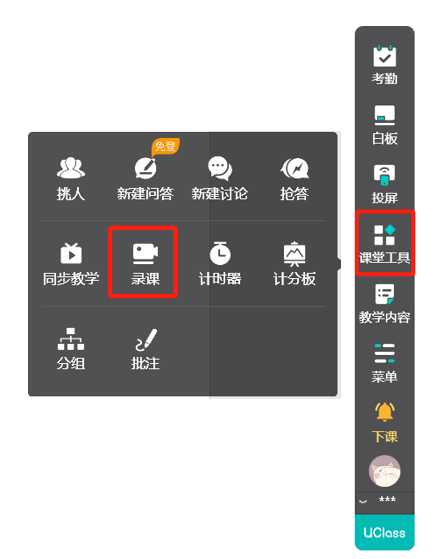 免登
挑人
新建问答
新建讨论
抢答
同步教学
录课
计时器
计分板
分组
批注
考勤
白板
投屏
课堂工具
教学内容
菜单
下课
***
UClass